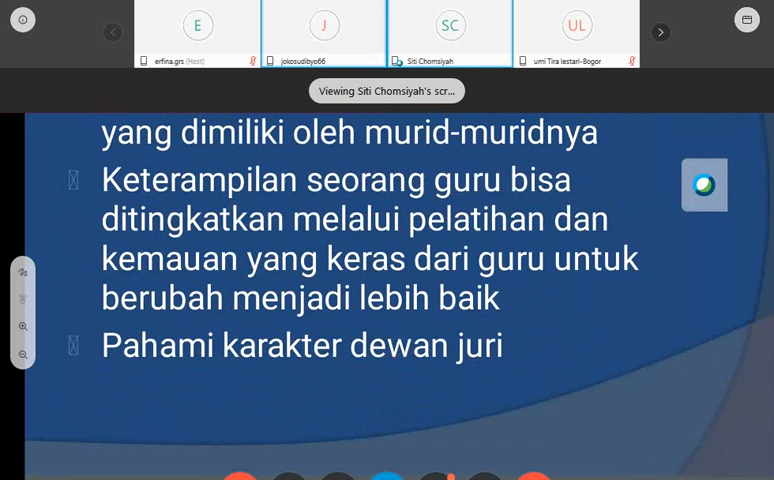 E
J
SC
UL
erfina.grs (Host)
jokosudibyo66
Siti Chomsiyah
umi Tira lestari-Bogor
Viewing Siti Chomsiyah's scr...
yang dimiliki oleh murid-muridnya
Keterampilan seorang guru bisa
ditingkatkan melalui pelatihan dan
kemauan yang keras dari guru untuk
berubah menjadi lebih baik
Pahami karakter dewan juri